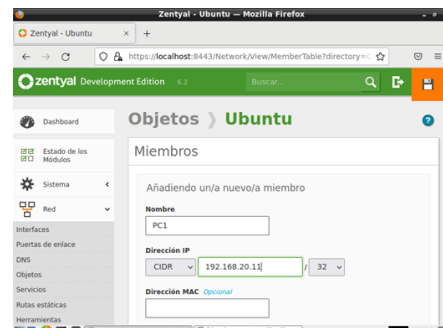 Zentyal - Ubuntu — Mozilla Firefox
Zentyal - Ubuntu
https://localhost:8443/Network/View/MemberTable?directory=
zentyal Development Edition 6.2 Buscar...
Dashboard
Estado de los
Módulos
Sistema
Red
Interfaces
Puertas de enlace
DNS
Objetos
Servicios
Rutas estáticas
Herramientas
Objetos Ubuntu
Miembros
Añadiendo un/a nuevo/a miembro
Nombre
PC1
Dirección IP
CIDR 192.168.20.11 / 32
Dirección MAC Opcional